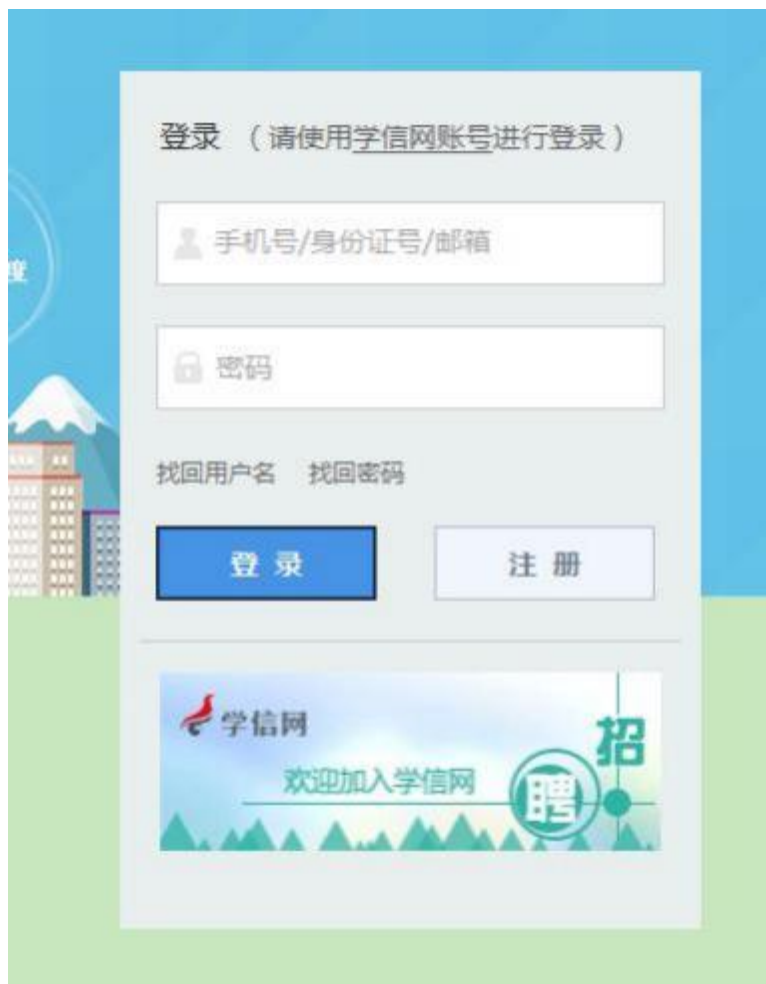 登录 （请使用学信网账号进行登录）
度
手机号/身份证号/邮箱
密码
找回用户名 找回密码
登 录 注 册
学信网
招
欢迎加入学信网
聘